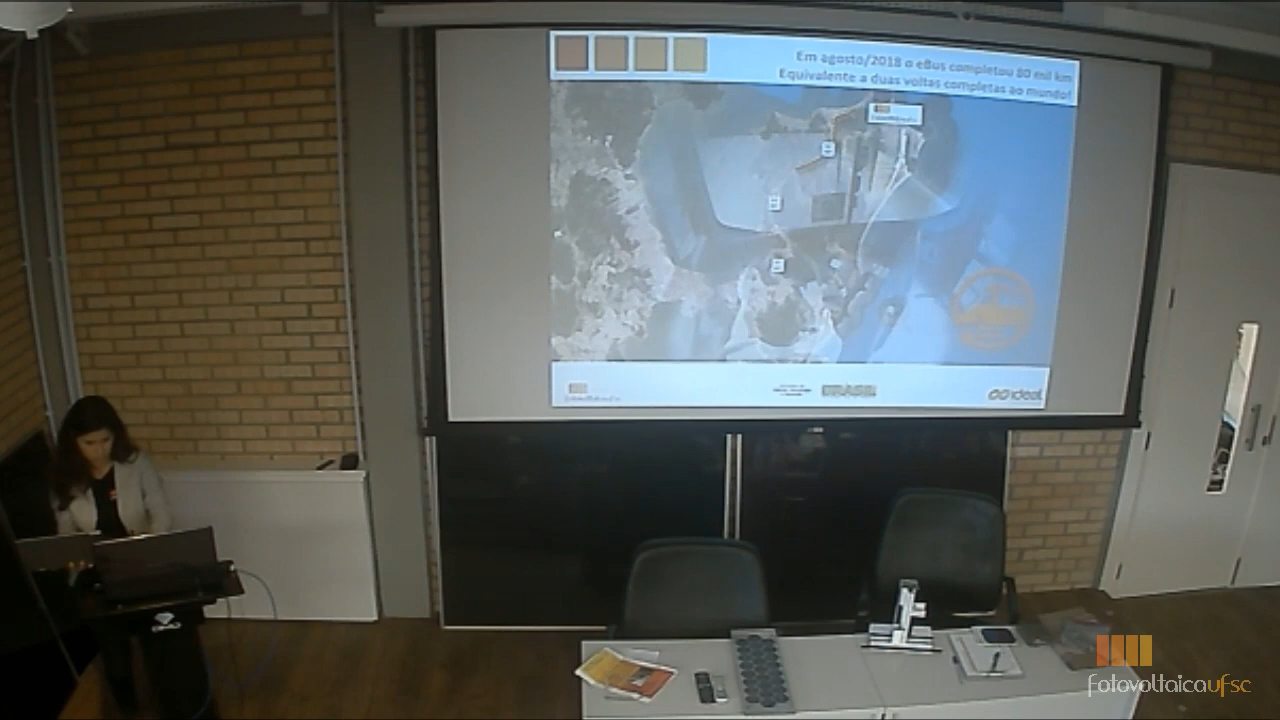 Em agosto/2018 o eBus completou 80 mil km
Equivalente a duas voltas completas ao mundo!
ideal
fotovoltaicaufsc